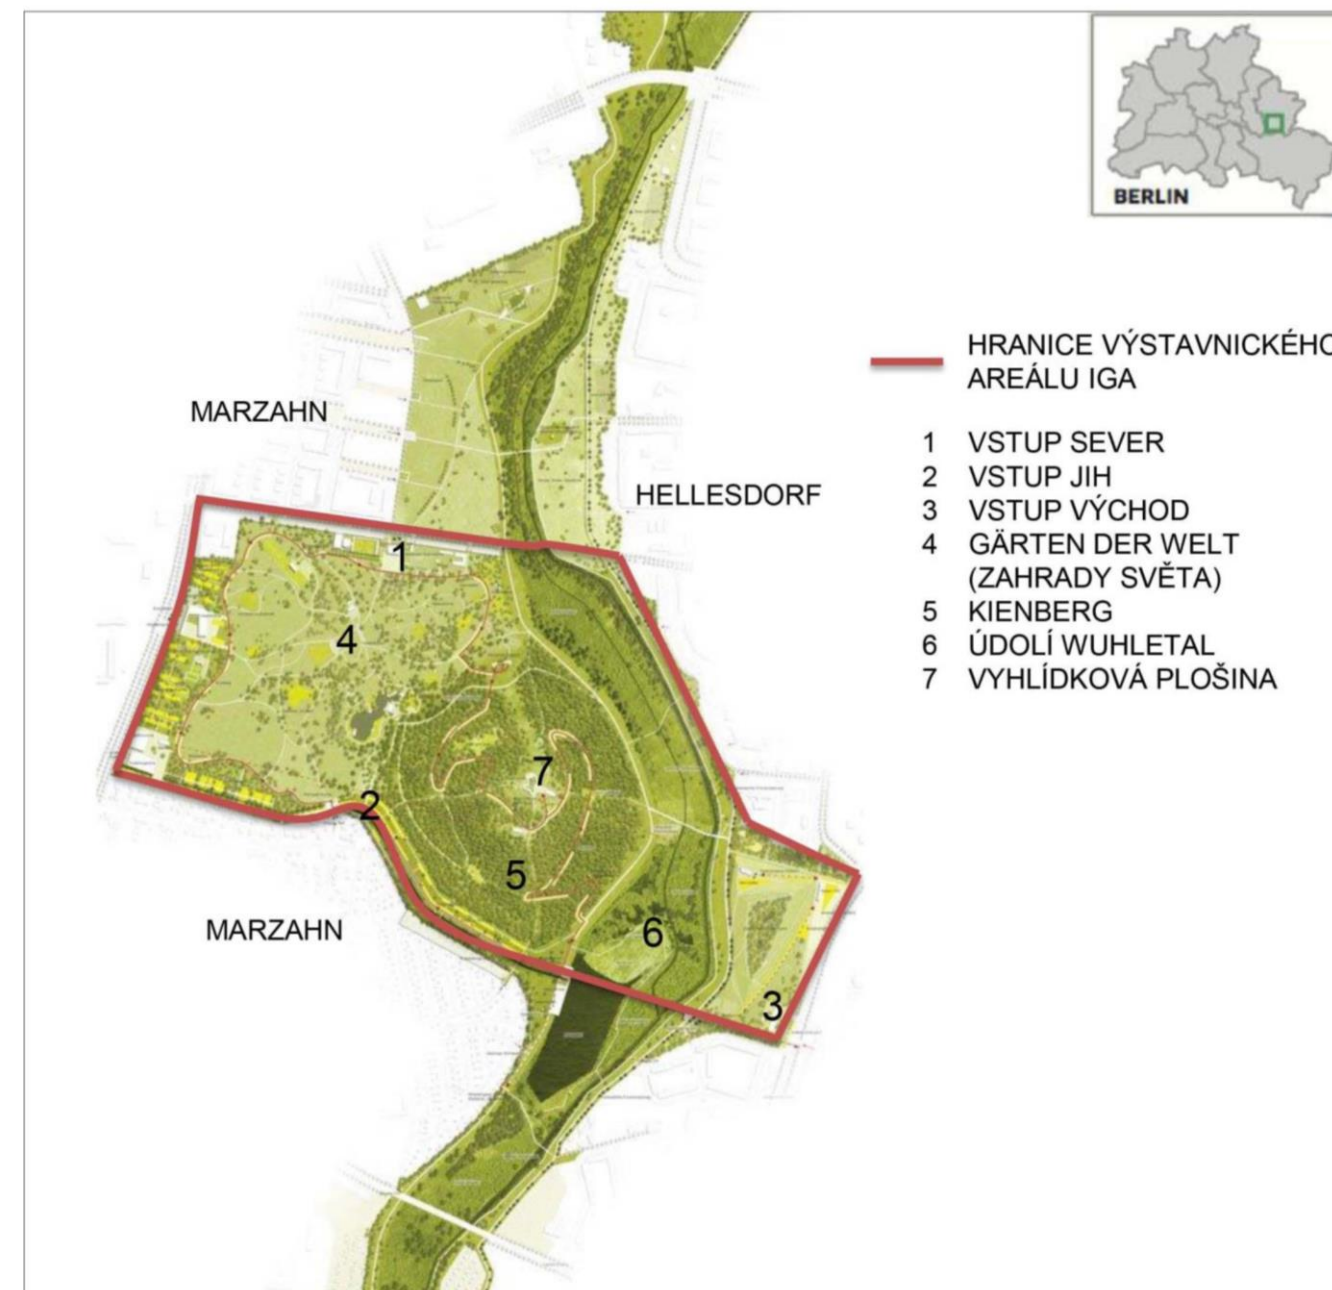 BERLIN
HRANICE VÝSTAVNICKÉHO
AREÁLU IGA
MARZAHN
HELLESDORF
1 VSTUP SEVER
2 VSTUP JIH
3 VSTUP VÝCHOD
4 GÄRTEN DER WELT
(ZAHRADY SVĚTA)
5 KIENBERG
6 ÚDOLÍ WUHLETAL
7 VYHLÍDKOVÁ PLOŠINA
1
4
7
2
5
MARZAHN
6
3